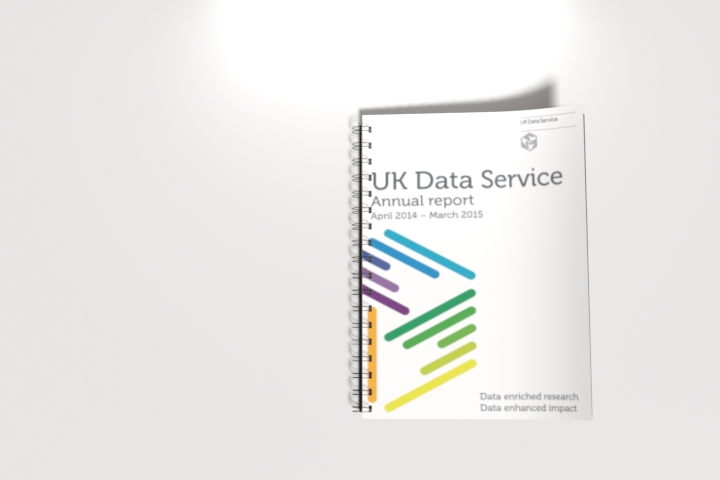 UK Data Service
UK Data Service
Annual report
April 2014 – March 2015
Data enriched research
Data enhanced impact